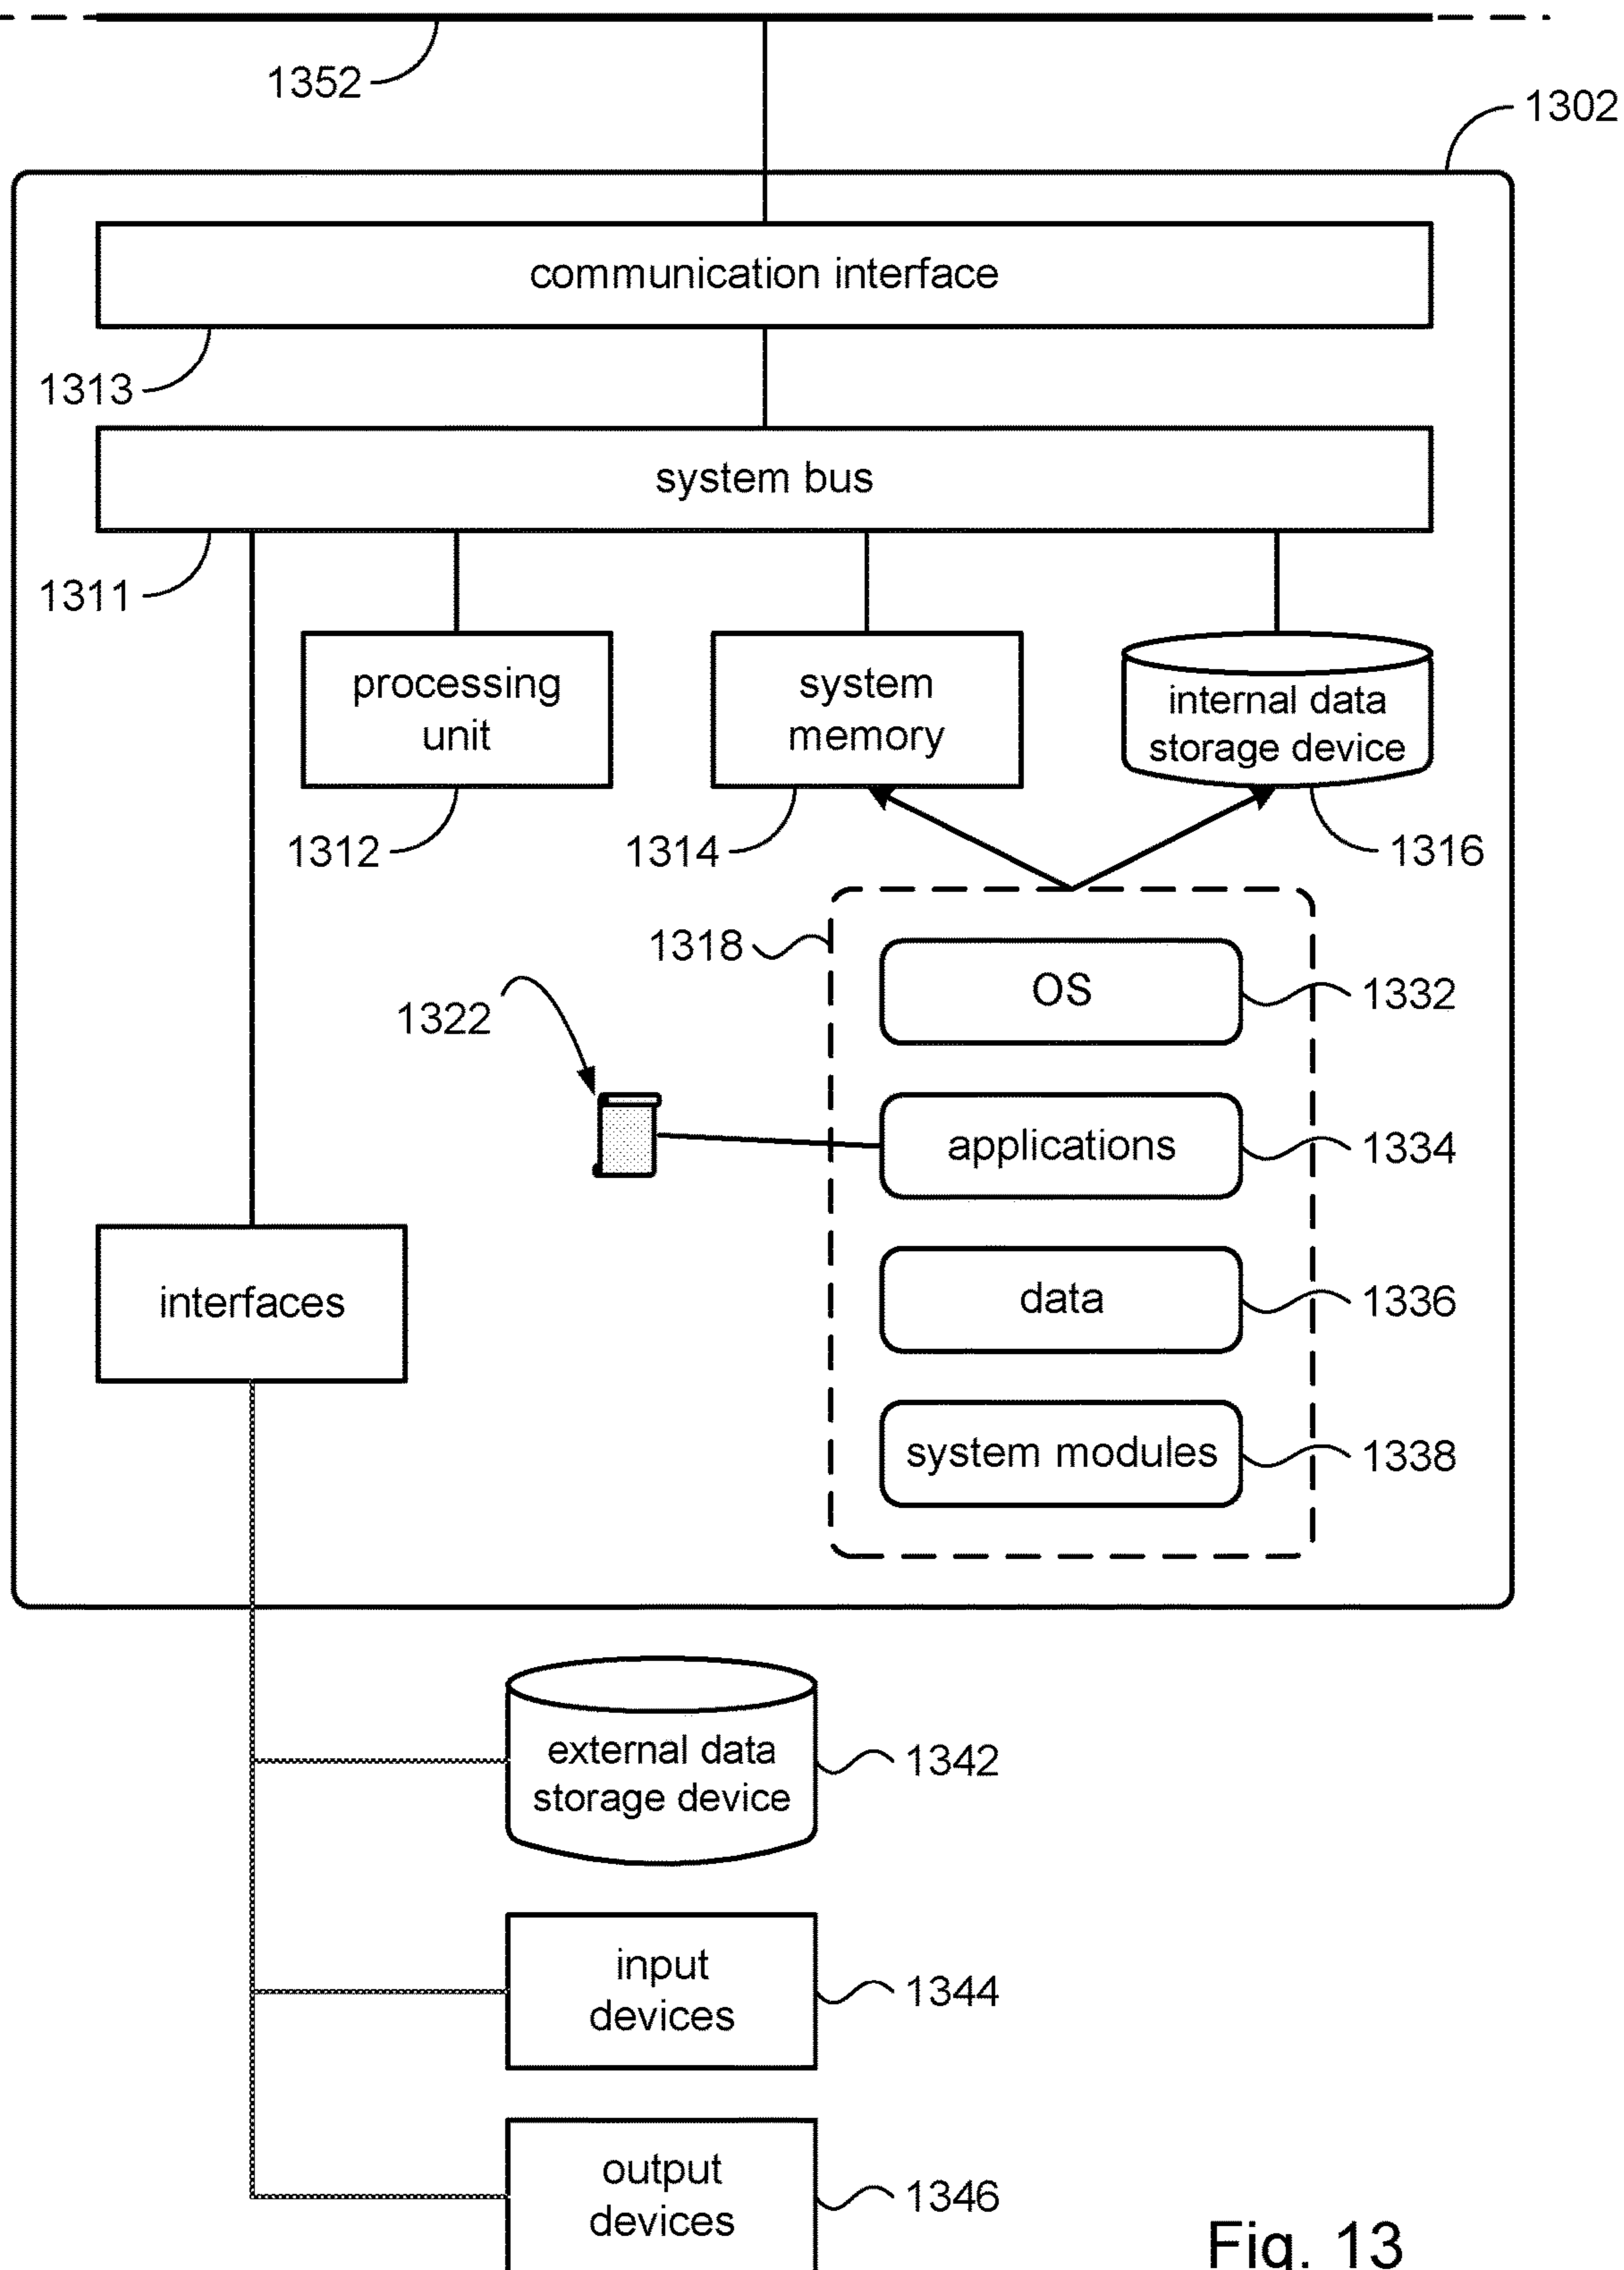 1352
1302
communication interface
1313
system bus
1311
processing
unit
system
memory
internal data
storage device
1312
1314
1316
1318
OS
1332
1322
applications
1334
interfaces
data
1336
system modules
1338
external data
storage device
1342
input
devices
1344
output
devices
1346
Fig. 13